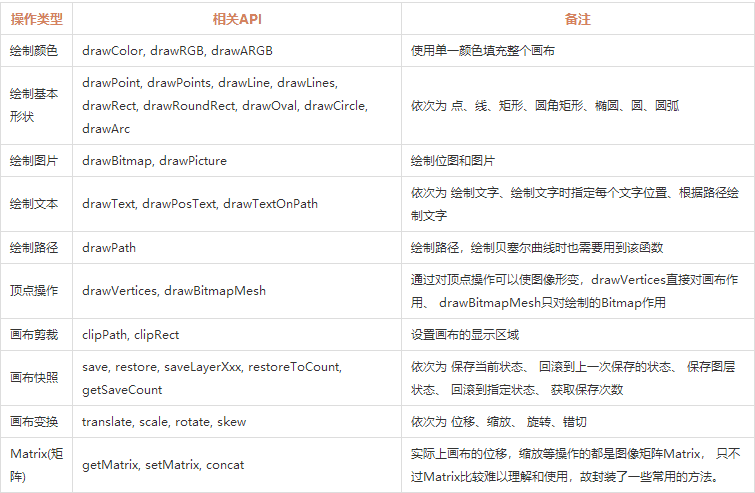 操作类型 相关API 备注
绘制颜色 drawColor, drawRGB, drawARGB 使用单一颜色填充整个画布
绘制基本形状 drawPoint, drawPoints, drawLine, drawLines, drawRect, drawRoundRect, drawOval, drawCircle, drawArc 依次为 点、线、矩形、圆角矩形、椭圆、圆、圆弧
绘制图片 drawBitmap, drawPicture 绘制位图和图片
绘制文本 drawText, drawPosText, drawTextOnPath 依次为 绘制文字、绘制文字时指定每个文字位置、根据路径绘制文字
绘制路径 drawPath 绘制路径，绘制贝塞尔曲线时也需要用到该函数
顶点操作 drawVertices, drawBitmapMesh 通过对顶点操作可以使图像形变，drawVertices直接对画布作用、 drawBitmapMesh只对绘制的Bitmap作用
画布剪裁 clipPath, clipRect 设置画布的显示区域
画布快照 save, restore, saveLayerXxx, restoreToCount, getSaveCount 依次为 保存当前状态、 回滚到上一次保存的状态、 保存图层状态、 回滚到指定状态、 获取保存次数
画布变换 translate, scale, rotate, skew 依次为 位移、缩放、 旋转、错切
Matrix(矩阵) getMatrix, setMatrix, concat 实际上画布的位移，缩放等操作的都是图像矩阵Matrix， 只不过Matrix比较难以理解和使用，故封装了一些常用的方法。